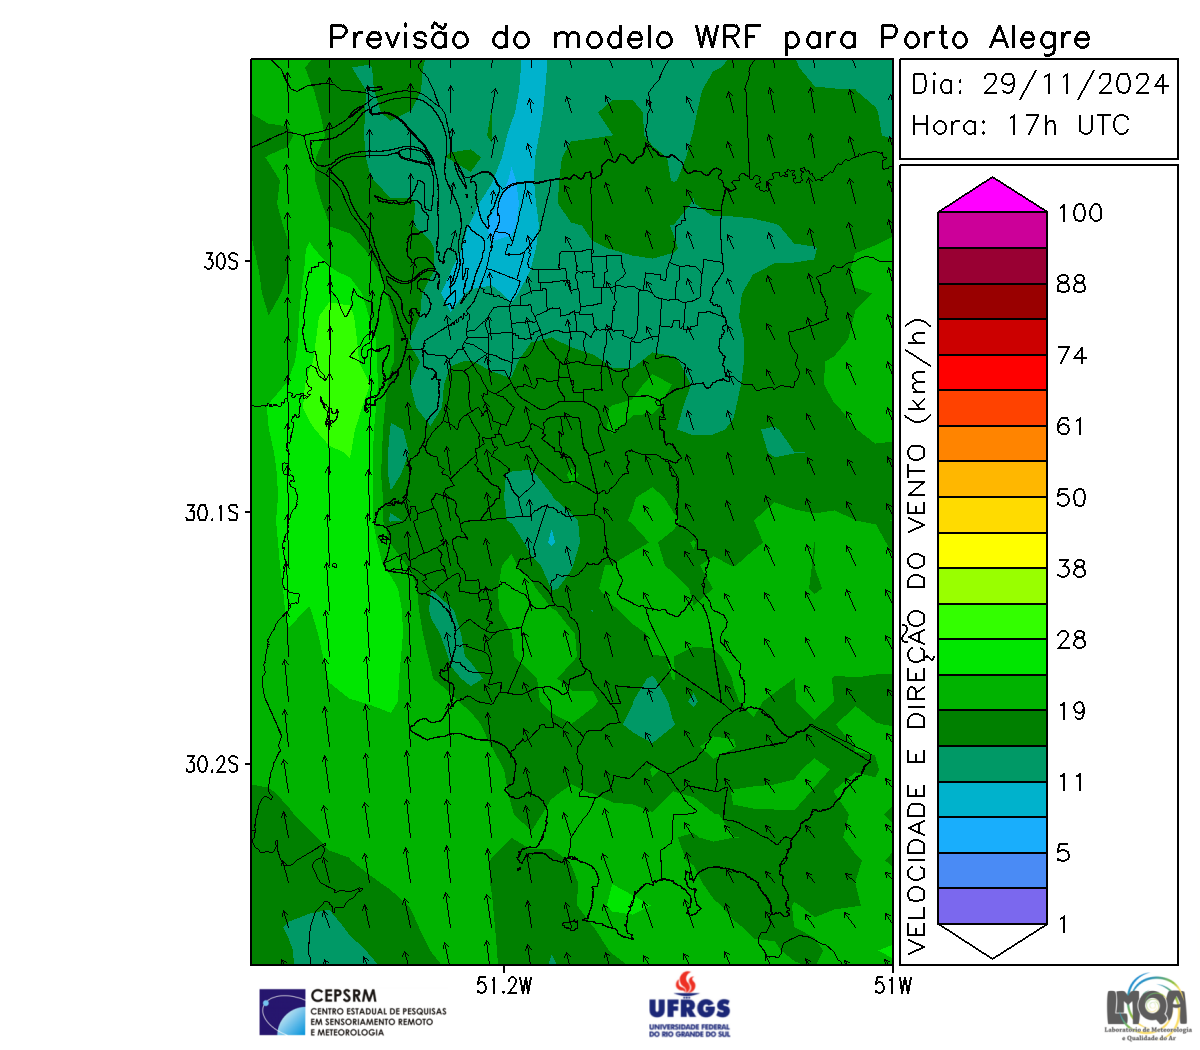 Previsão do modelo WRF para Porto Alegre
Dia: 29/11/2024
Hora: 17h UTC
30S
30.1S
30.2S
51.2W
51W
VELOCIDADE E DIREÇÃO DO VENTO (km/h)
100
88
74
61
50
38
28
19
11
5
1
CEPSRM
CENTRO ESTADUAL DE PESQUISAS
EM SENSORIAMENTO REMOTO
E METEOROLOGIA
UFRGS
UNIVERSIDADE FEDERAL
DO RIO GRANDE DO SUL
LMQA
Laboratório de Meteorologia
e Qualidade do Ar